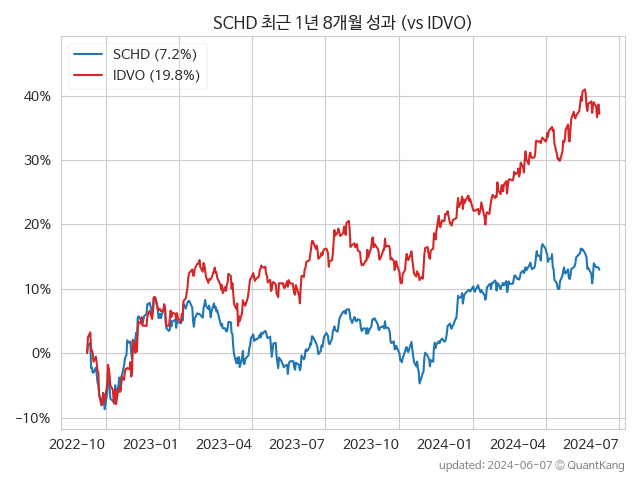 SCHD 최근 1년 8개월 성과 (vs IDVO)
SCHD (7.2%)
IDVO (19.8%)
40%
30%
20%
10%
0%
−10%
2022−10 2023−01 2023−04 2023−07 2023−10 2024−01 2024−04 2024−07
updated: 2024-06-07 © QuantKang